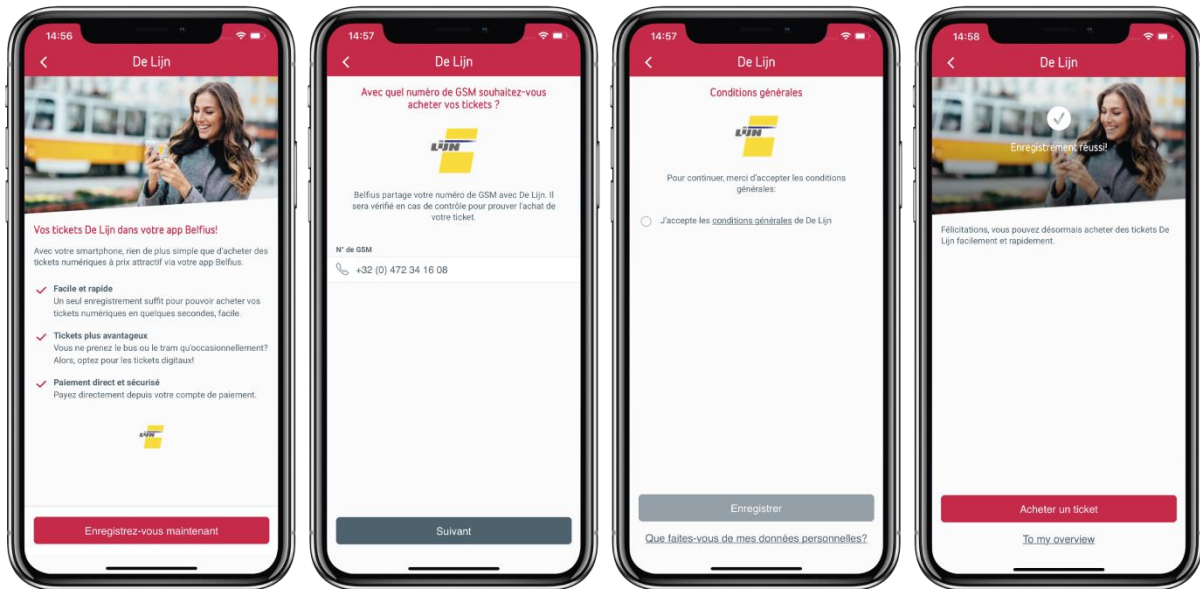 14:56
De Lijn
Vos tickets De Lijn dans votre app Belfius!
Avec votre smartphone, rien de plus simple que d'acheter des
tickets numériques à prix attractif via votre app Belfius.
Facile et rapide
Un seul enregistrement suffit pour pouvoir acheter vos
tickets numériques en quelques secondes, facile.
Tickets plus avantageux
Vous ne prenez le bus ou le tram qu'occasionnellement?
Alors, optez pour les tickets digitaux!
Paiement direct et sécurisé
Payez directement depuis votre compte de paiement.
LIJN
Enregistrez-vous maintenant
14:57
De Lijn
Avec quel numéro de GSM souhaitez-vous
acheter vos tickets ?
LIJN
Belfius partage votre numéro de GSM avec De Lijn. Il
sera vérifié en cas de contrôle pour prouver l'achat de
votre ticket.
N° de GSM
+32 (0) 472 34 16 08
Suivant
14:57
De Lijn
Conditions générales
LIJN
Pour continuer, merci d'accepter les conditions
générales:
J'accepte les conditions générales de De Lijn
Enregistrer
Que faites-vous de mes données personnelles?
14:58
De Lijn
Enregistrement réussi!
Félicitations, vous pouvez désormais acheter des tickets De
Lijn facilement et rapidement.
Acheter un ticket
To my overview